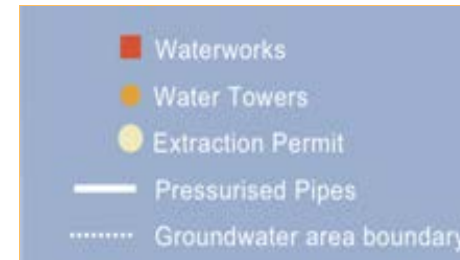 Waterworks
Water Towers
Extraction Permit
Pressurised Pipes
Groundwater area boundary